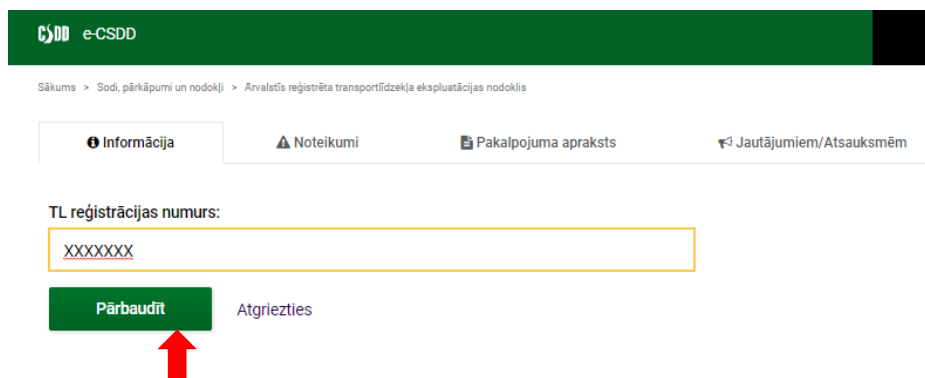 CSDD e-CSDD
Sākums > Sodi, pārkāpumi un nodokļi > Ārvalstīs reģistrēta transportlīdzekļa ekspluatācijas nodoklis
Informācija Noteikumi Pakalpojuma apraksts Jautājumiem/Atsauksmēm
TL reģistrācijas numurs:
XXXXXXX
Pārbaudīt Atgriezties